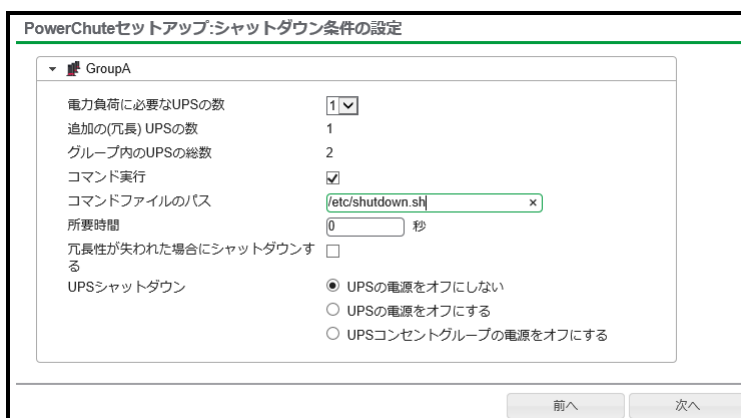 PowerChuteセットアップ:シャットダウン条件の設定
GroupA
電力負荷に必要なUPSの数 1
追加の(冗長) UPSの数 1
グループ内のUPSの総数 2
コマンド実行
コマンドファイルのパス /etc/shutdown.sh ×
所要時間 0 秒
冗長性が失われた場合にシャットダウンす
る
UPSシャットダウン UPSの電源をオフにしない
UPSの電源をオフにする
UPSコンセントグループの電源をオフにする
前へ 次へ